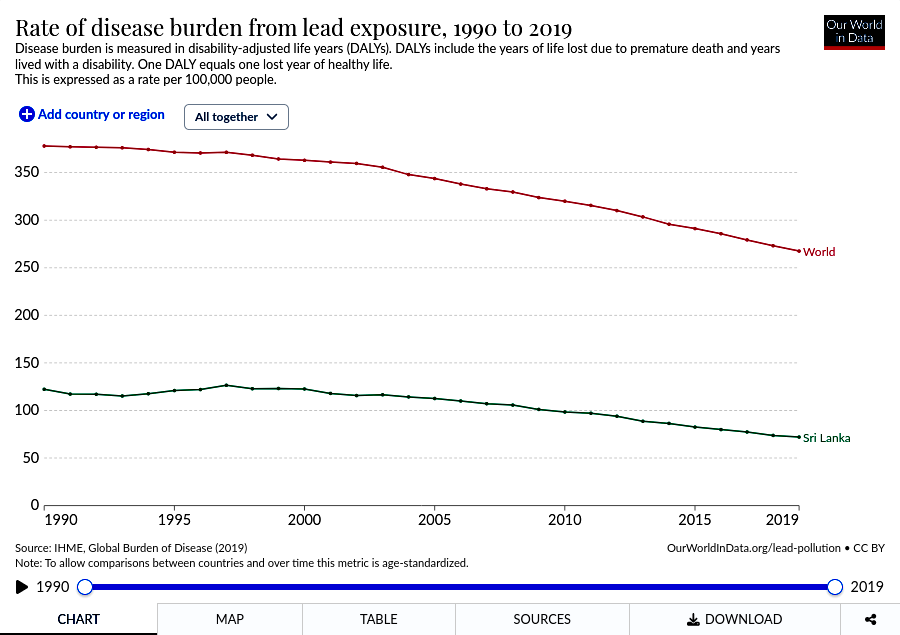 Rate of disease burden from lead exposure, 1990 to 2019
Our World
in Data
Disease burden is measured in disability-adjusted life years (DALYs). DALYs include the years of life lost due to premature death and years
lived with a disability. One DALY equals one lost year of healthy life.
This is expressed as a rate per 100,000 people.
Add country or region
All together
350
300
250
200
150
100
50
0
World
Sri Lanka
1990 1995 2000 2005 2010 2015 2019
Source: IHME, Global Burden of Disease (2019)
OurWorldInData.org/lead-pollution • CC BY
Note: To allow comparisons between countries and over time this metric is age-standardized.
1990 2019
CHART MAP TABLE SOURCES DOWNLOAD